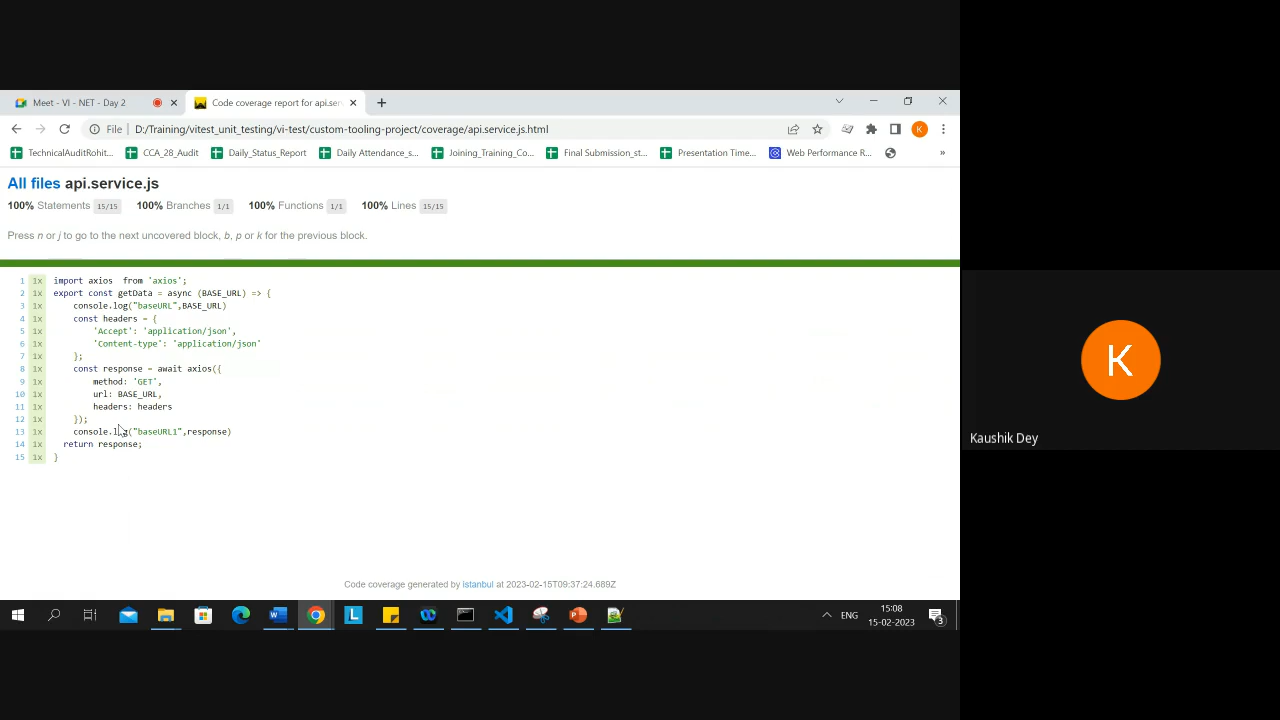 Meet - VI - NET - Day 2
Code coverage report for api.ser
File D:/Training/vitest_unit_testing/vi-test/custom-tooling-project/coverage/api.service.js.html
K
TechnicalAuditRohit... CCA_28_Audit Daily_Status_Report Daily Attendance_s... Joining_Training_Co... Final Submission_st... Presentation Time... Web Performance R... »
All files api.service.js
100% Statements 15/15 100% Branches 1/1 100% Functions 1/1 100% Lines 15/15
Press n or j to go to the next uncovered block, b, p or k for the previous block.
1 1x import axios  from 'axios';
2 1x export const getData = async (BASE_URL) => {
3 1x console.log("baseURL",BASE_URL)
4 1x const headers = {
5 1x 'Accept': 'application/json',
6 1x 'Content-type': 'application/json'
7 1x };
8 1x const response = await axios({
9 1x method: 'GET',
10 1x url: BASE_URL,
11 1x headers: headers
12 1x });
13 1x console.log("baseURL1",response)
14 1x return response;
15 1x }
Code coverage generated by istanbul at 2023-02-15T09:37:24.689Z
ENG
15:08
15-02-2023
3
K
Kaushik Dey